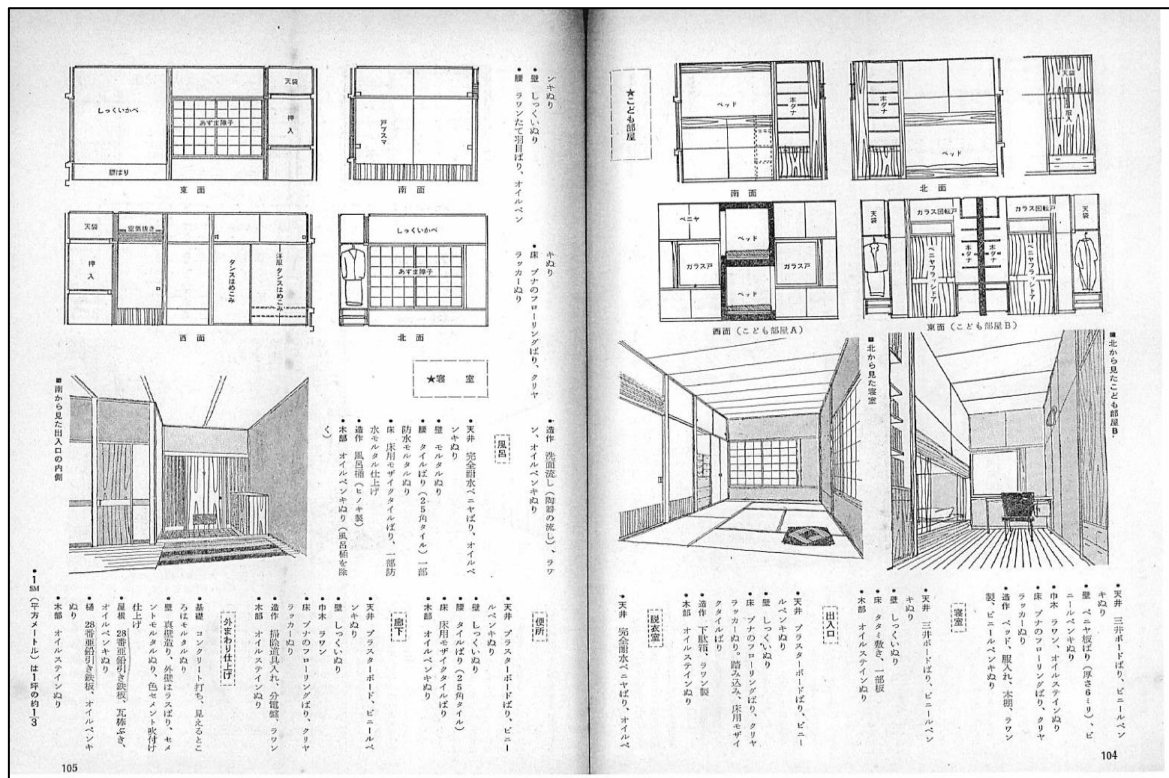 ★こども部屋
ベッド
本ダナ
南面
本ダナ
ベッド
天袋
服入
北面
ベニヤ
ガラス戸
ベッド
ベッド
ガラス戸
西面(こども部屋A)
天袋
ガラス回転戸
ベニヤフラッシュドアー
本ダナ
本ダナ
ガラス回転戸
ベニヤフラッシュドアー
天袋
東面(こども部屋B)
■北から見たこども部屋B
■北から見た寝室
●天井 三井ボードばり、ビニールペン
キぬり
●壁 ベニヤ板ばり(厚さ6ミリ)、ビ
ニールペンキぬり
●巾木 ラワン、オイルステインぬり
●床 ブナのフローリングばり、クリヤ
ラッカーぬり
●造作 ベッド、服入れ、本棚、ラワン
製、ビニールペンキぬり
寝室
●天井 三井ボードばり、ビニールペン
キぬり
●壁 しっくいぬり
●床 タタミ敷き、一部板
●木部 オイルステインぬり
出入口
●天井 プラスターボードばり、ビニー
ルペンキぬり
●壁 しっくいぬり
●床 ブナのフローリングばり、クリヤ
ラッカーぬり。踏み込み、床用モザイ
クタイルばり
●造作 下駄箱、ラワン製
●木部 オイルステインぬり
脱衣室
●天井 完全耐水ベニヤばり、オイルペ
104
ンキぬり
●壁 しっくいぬり
●腰 ラワンたて羽目ばり、オイルペン
キぬり
●床 ブナのフローリングばり、クリヤ
ラッカーぬり
●造作 洗面流し(陶器の流し)、ラワ
ン、オイルペンキぬり
風呂
●天井 完全耐水ベニヤばり、オイルペ
ンキぬり
●壁 モルタルぬり
●腰 タイルばり(25角タイル)一部
防水モルタルぬり
●床 床用モザイクタイルばり、一部防
水モルタル仕上げ
●造作 風呂桶(ヒノキ製)
●木部 オイルペンキぬり(風呂桶を除
く)
★寝室
しっくいかべ
腰ばり
あずま障子
天袋
押入
東面
戸フスマ
南面
天袋
押入
空気抜き
タンスはめこみ
洋服タンスはめこみ
西面
しっくいかべ
あずま障子
北面
■南から見た出入口の内側
便所
●天井 プラスターボードばり、ビニー
ルペンキぬり
●壁 しっくいぬり
●腰 タイルばり(25角タイル)
●床 床用モザイクタイルばり
●木部 オイルペンキぬり
廊下
●天井 プラスターボード、ビニールペ
ンキぬり
●壁 しっくいぬり
●巾木 ラワン
●床 ブナのフローリングばり、クリヤ
ラッカーぬり
●造作 掃除道具入れ、分電盤、ラワン
●木部 オイルステインぬり
外まわり仕上げ
●基礎 コンクリート打ち、見えるとこ
ろはモルタルぬり
●壁 真壁造り、外壁はラスばり、セメ
ントモルタルぬり、色セメント吹付け
仕上げ
●屋根 28番亜鉛引き鉄板、瓦棒ぶき、
オイルペンキぬり
●樋 28番亜鉛引き鉄板、オイルペンキ
ぬり
●木部 オイルステインぬり
●1SM(平方メートル)は1坪の約1/3
105